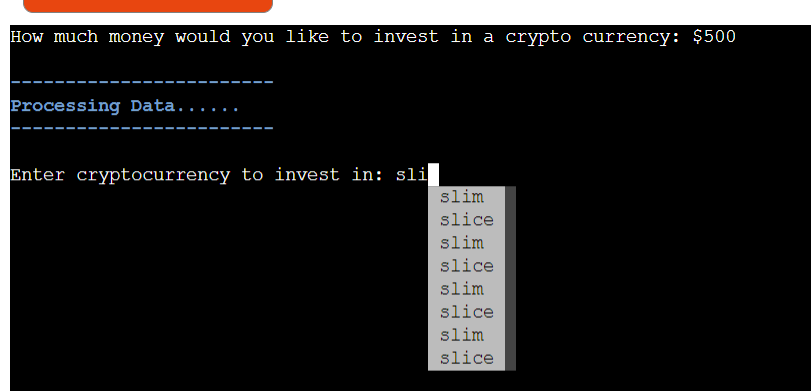 How much money would you like to invest in a crypto currency: $500
------------------------
Processing Data......
------------------------
Enter cryptocurrency to invest in: sli
slim
slice
slim
slice
slim
slice
slim
slice